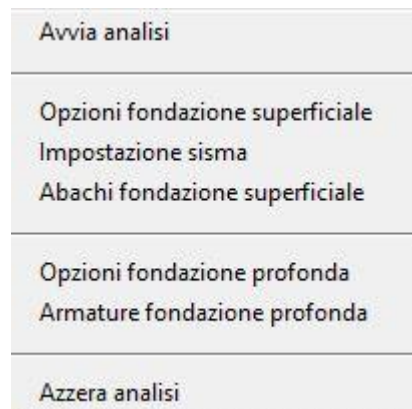 Avvia analisi
Opzioni fondazione superficiale
Impostazione sisma
Abachi fondazione superficiale
Opzioni fondazione profonda
Armature fondazione profonda
Azzera analisi